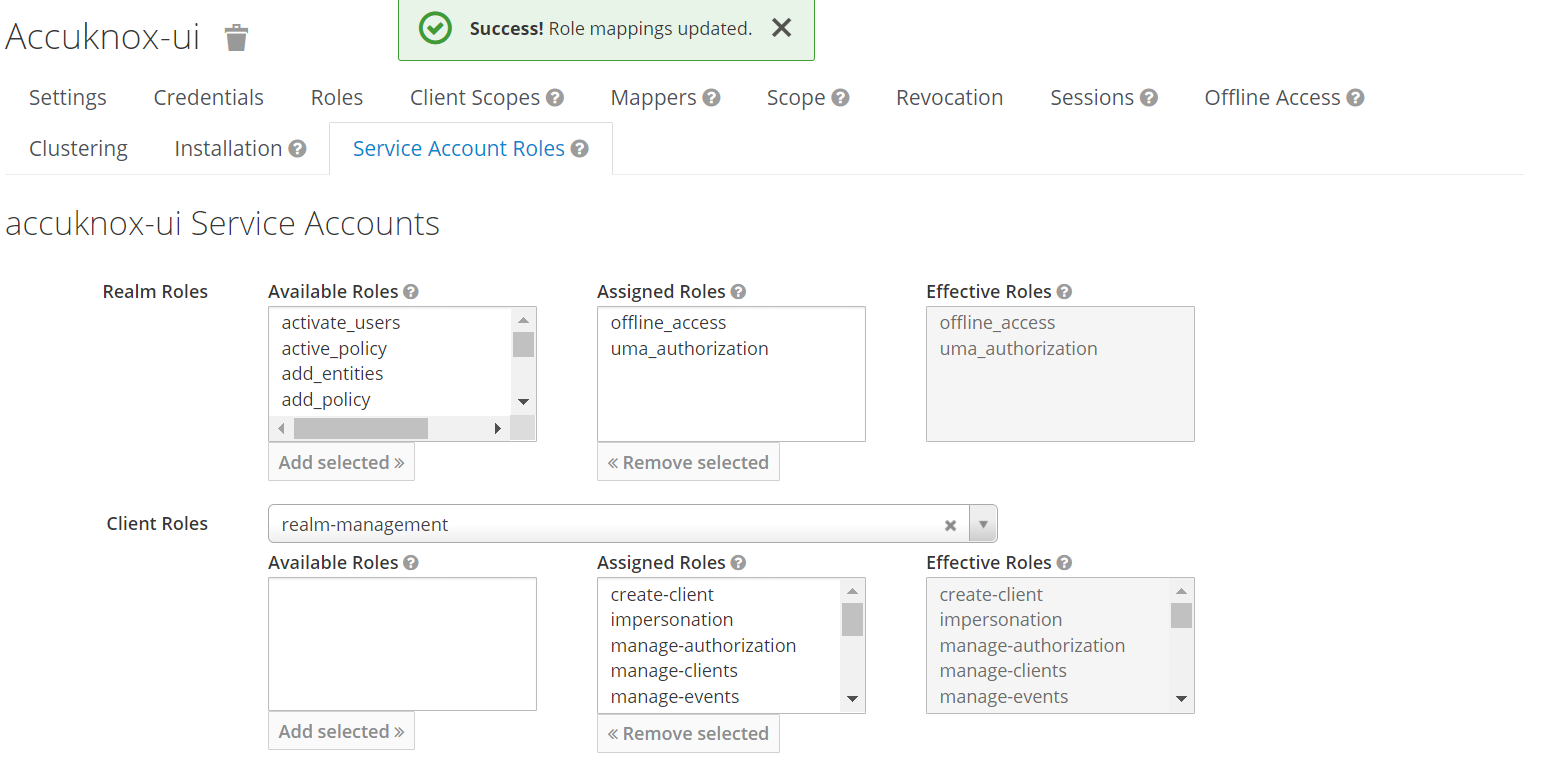 Accuknox-ui
Success! Role mappings updated.
Settings Credentials Roles Client Scopes Mappers Scope Revocation Sessions Offline Access
Clustering Installation Service Account Roles
accuknox-ui Service Accounts
Realm Roles Available Roles Assigned Roles Effective Roles
activate_users offline_access offline_access
active_policy uma_authorization uma_authorization
add_entities
add_policy
Add selected » « Remove selected
Client Roles realm-management
Available Roles Assigned Roles Effective Roles
create-client create-client
impersonation impersonation
manage-authorization manage-authorization
manage-clients manage-clients
manage-events manage-events
Add selected » « Remove selected